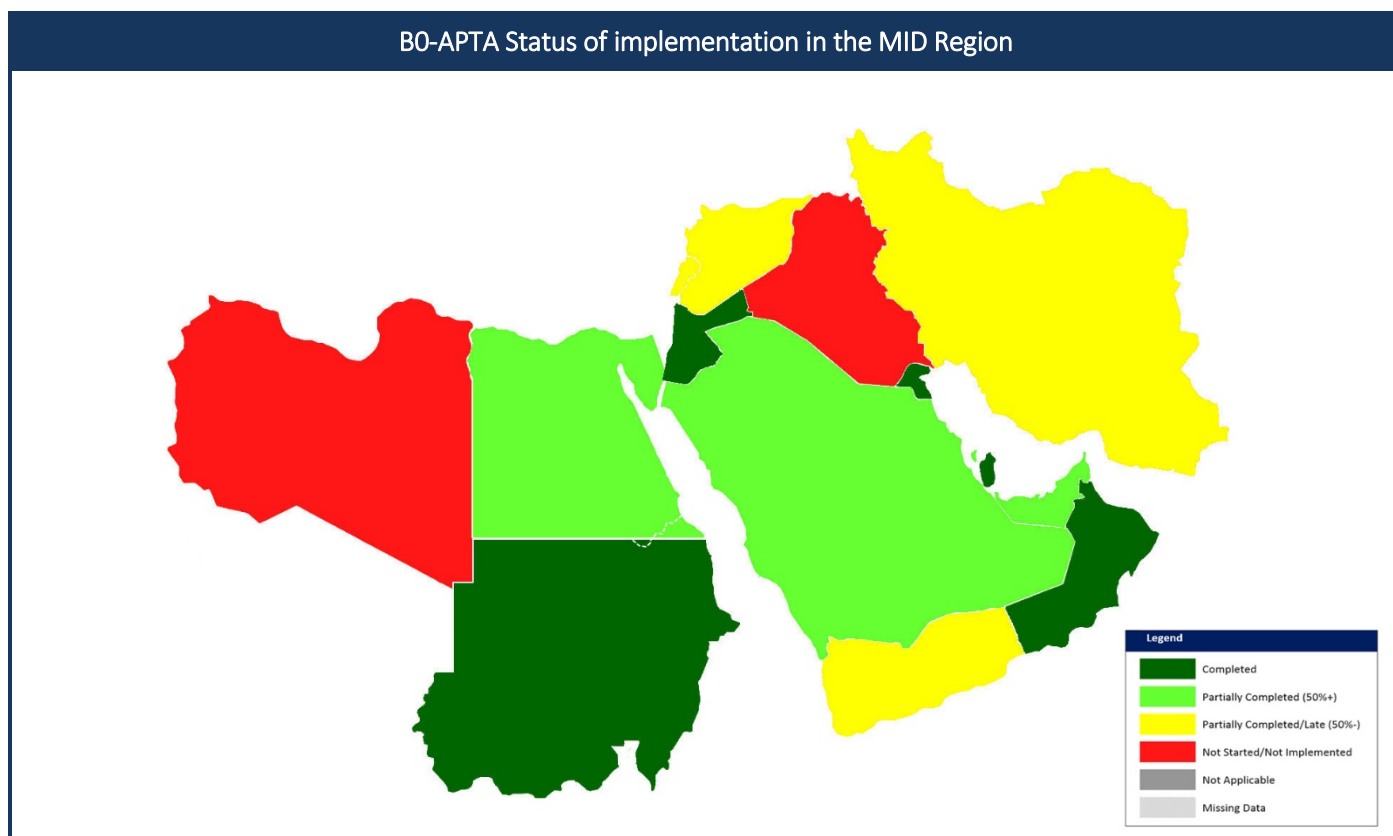 B0-APTA Status of implementation in the MID Region
Legend
Completed
Partially Completed (50%+)
Partially Completed/Late (50%-)
Not Started/Not Implemented
Not Applicable
Missing Data